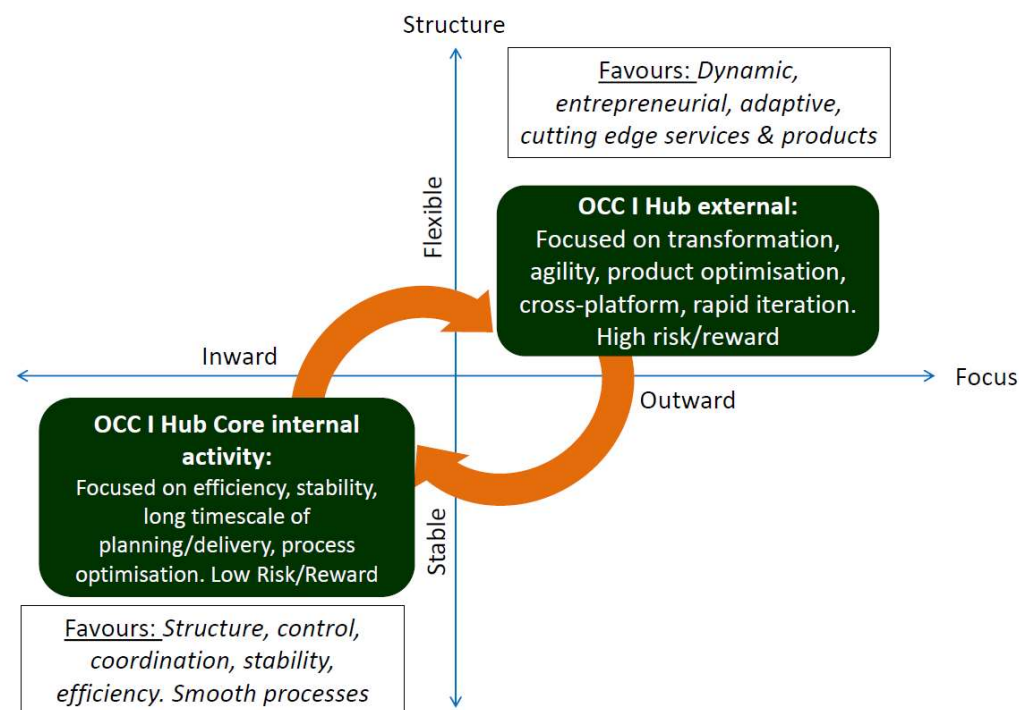 Structure
Favours: Dynamic,
entrepreneurial, adaptive,
cutting edge services & products
Flexible
OCC I Hub external:
Focused on transformation,
agility, product optimisation,
cross-platform, rapid iteration.
High risk/reward
Inward
Focus
Outward
OCC I Hub Core internal
activity:
Focused on efficiency, stability,
long timescale of
planning/delivery, process
optimisation. Low Risk/Reward
Stable
Favours: Structure, control,
coordination, stability,
efficiency. Smooth processes